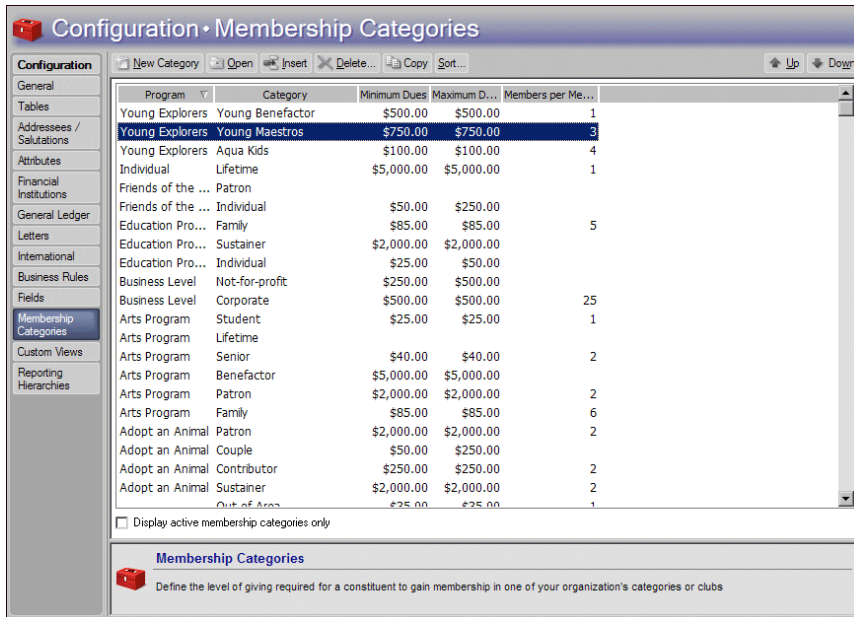 Configuration • Membership Categories
Configuration
General
Tables
Addressees /
Salutations
Attributes
Financial
Institutions
General Ledger
Letters
International
Business Rules
Fields
Membership
Categories
Custom Views
Reporting
Hierarchies
New Category Open Insert Delete... Copy Sort... Up Down
Program Category Minimum Dues Maximum D... Members per Me...
Young Explorers Young Benefactor $500.00 $500.00 1
Young Explorers Young Maestros $750.00 $750.00 3
Young Explorers Aqua Kids $100.00 $100.00 4
Individual Lifetime $5,000.00 $5,000.00 1
Friends of the ... Patron
Friends of the ... Individual $50.00 $250.00
Education Pro... Family $85.00 $85.00 5
Education Pro... Sustainer $2,000.00 $2,000.00
Education Pro... Individual $25.00 $50.00
Business Level Not-for-profit $250.00 $500.00
Business Level Corporate $500.00 $500.00 25
Arts Program Student $25.00 $25.00 1
Arts Program Lifetime
Arts Program Senior $40.00 $40.00 2
Arts Program Benefactor $5,000.00 $5,000.00
Arts Program Patron $2,000.00 $2,000.00 2
Arts Program Family $85.00 $85.00 6
Adopt an Animal Patron $2,000.00 $2,000.00 2
Adopt an Animal Couple $50.00 $250.00
Adopt an Animal Contributor $250.00 $250.00 2
Adopt an Animal Sustainer $2,000.00 $2,000.00 2
Out of Area
Display active membership categories only
Membership Categories
Define the level of giving required for a constituent to gain membership in one of your organization's categories or clubs